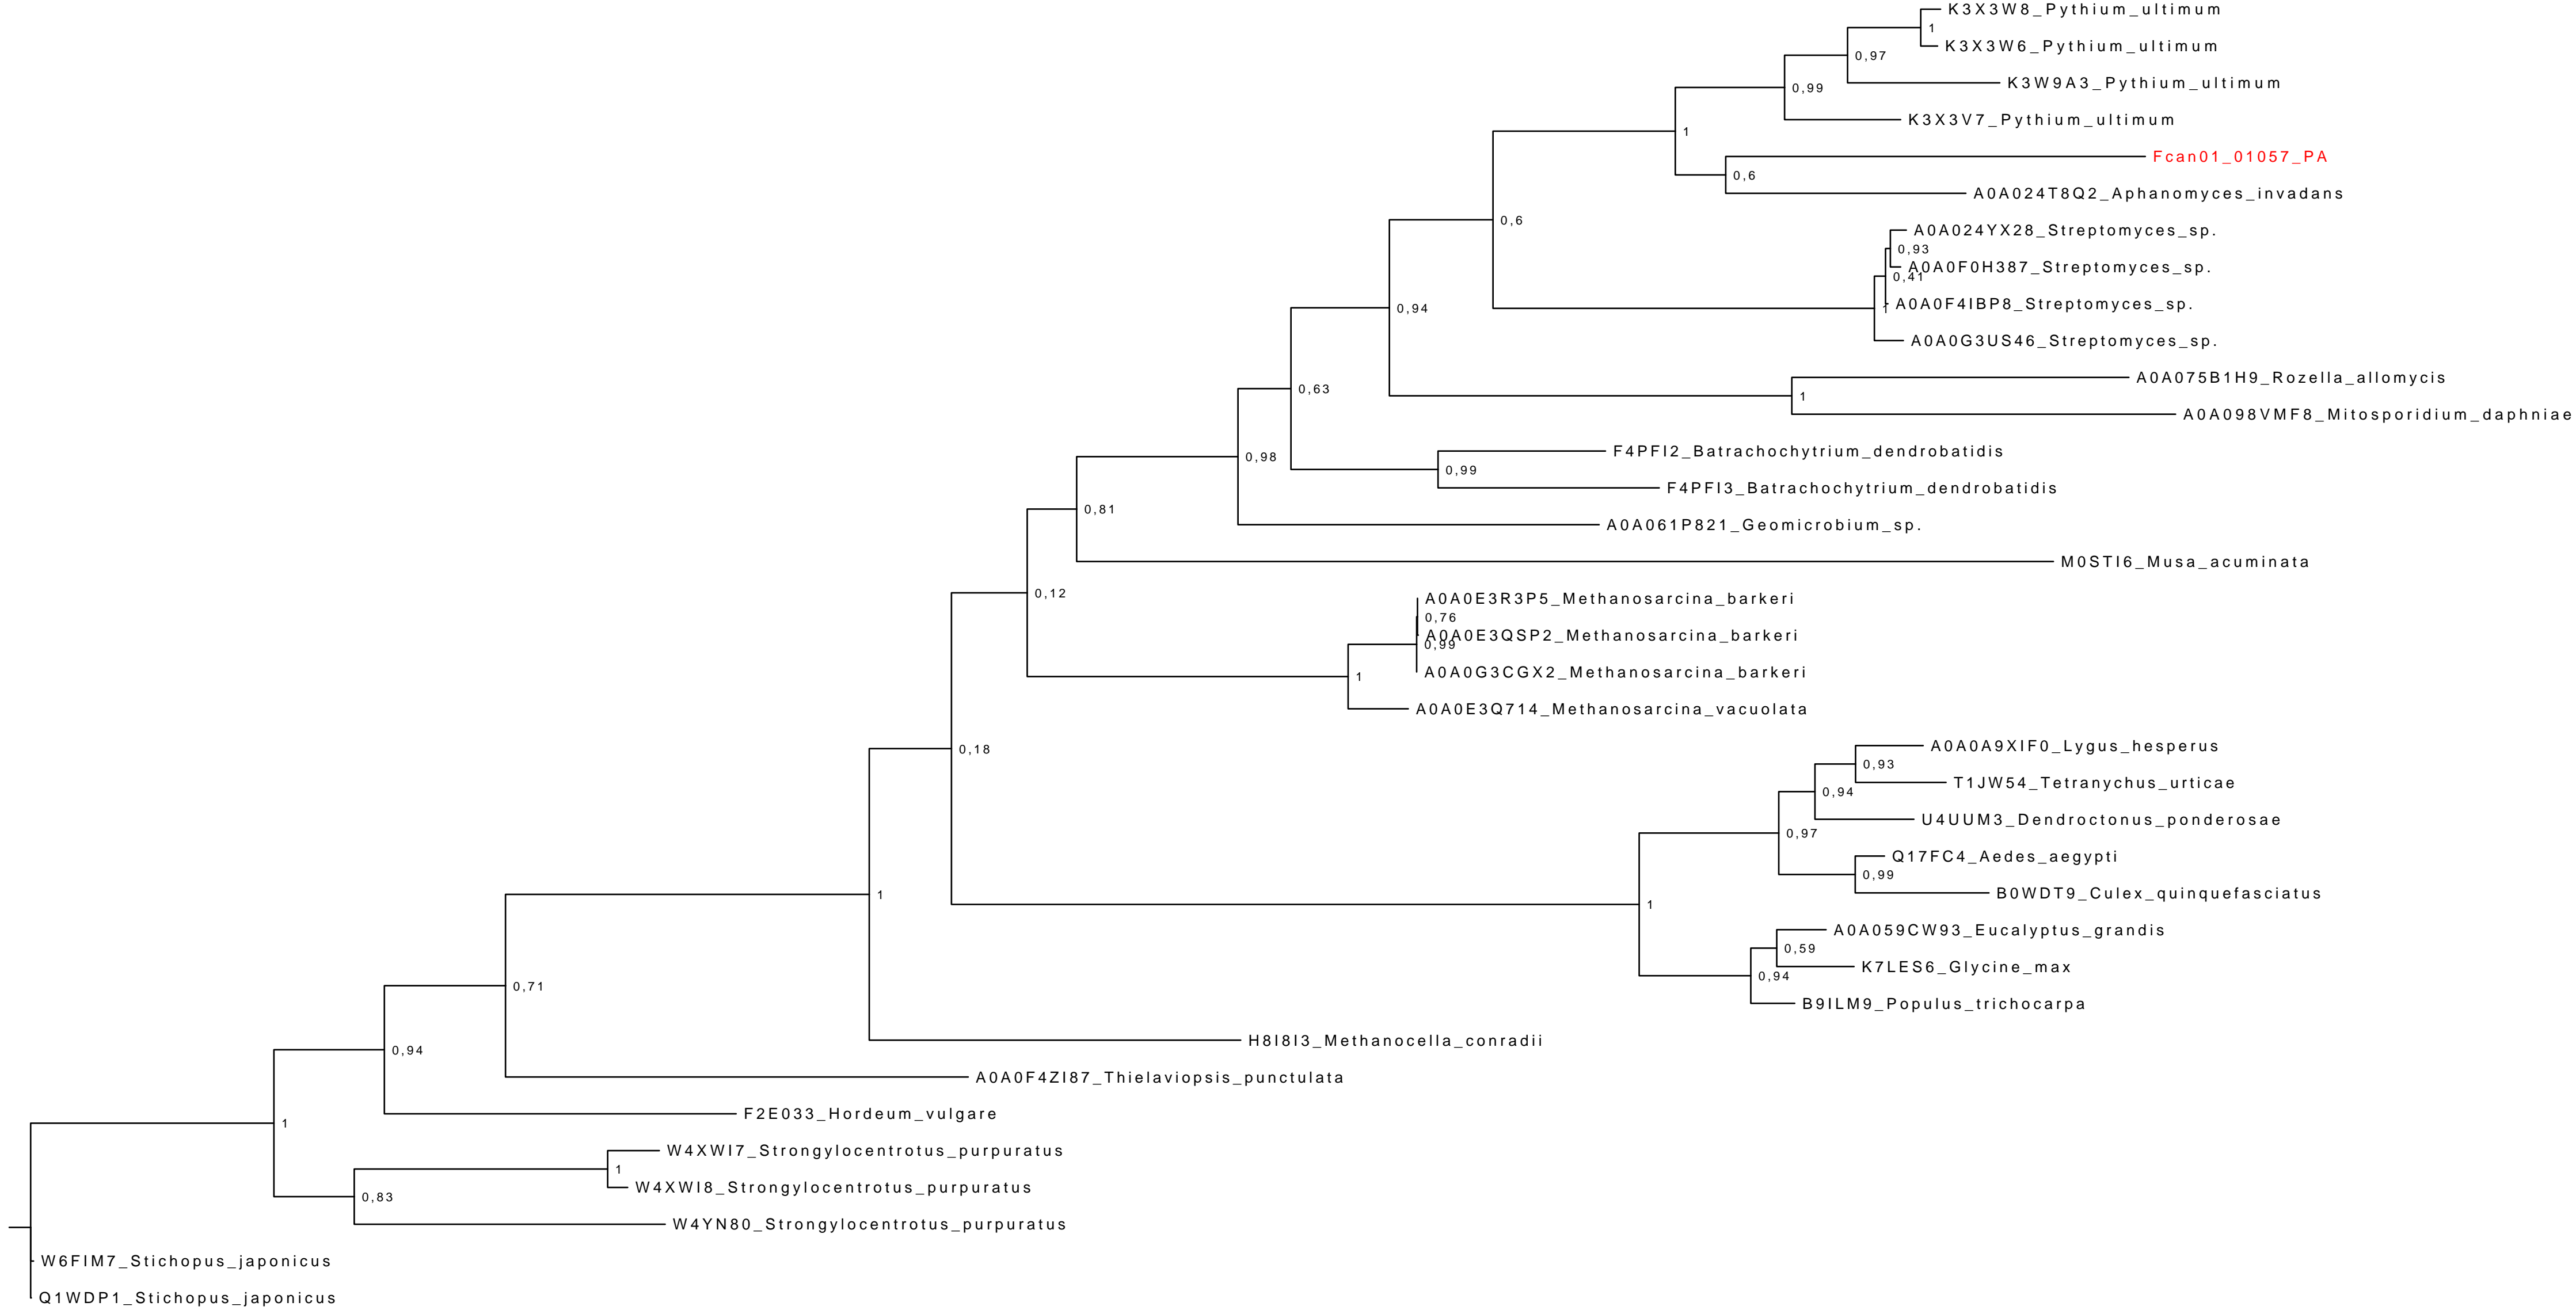 K3X3W8_Pythium_ultimum
1
K3X3W6_Pythium_ultimum
0,97
K3W9A3_Pythium_ultimum
0,99
K3X3V7_Pythium_ultimum
1
Fcan01_01057_PA
0,6
A0A024T8Q2_Aphanomyces_invadans
0,6
A0A024YX28_Streptomyces_sp.
0,93
A0A0F0H387_Streptomyces_sp.
0,41
A0A0F4IBP8_Streptomyces_sp.
1
A0A0G3US46_Streptomyces_sp.
0,94
A0A075B1H9_Rozella_allomycis
0,63
1
A0A098VMF8_Mitosporidium_daphniae
F4PFI2_Batrachochytrium_dendrobatidis
0,98
0,99
F4PFI3_Batrachochytrium_dendrobatidis
0,81
A0A061P821_Geomicrobium_sp.
M0STI6_Musa_acuminata
0,12
A0A0E3R3P5_Methanosarcina_barkeri
0,76
A0A0E3QSP2_Methanosarcina_barkeri
0,99
A0A0G3CGX2_Methanosarcina_barkeri
1
A0A0E3Q714_Methanosarcina_vacuolata
0,18
A0A0A9XIF0_Lygus_hesperus
0,93
T1JW54_Tetranychus_urticae
0,94
U4UUM3_Dendroctonus_ponderosae
0,97
Q17FC4_Aedes_aegypti
0,99
B0WDT9_Culex_quinquefasciatus
1
1
A0A059CW93_Eucalyptus_grandis
0,59
K7LES6_Glycine_max
0,94
B9ILM9_Populus_trichocarpa
0,71
H8I8I3_Methanocella_conradii
0,94
A0A0F4ZI87_Thielaviopsis_punctulata
F2E033_Hordeum_vulgare
1
W4XWI7_Strongylocentrotus_purpuratus
1
W4XWI8_Strongylocentrotus_purpuratus
0,83
W4YN80_Strongylocentrotus_purpuratus
W6FIM7_Stichopus_japonicus
Q1WDP1_Stichopus_japonicus